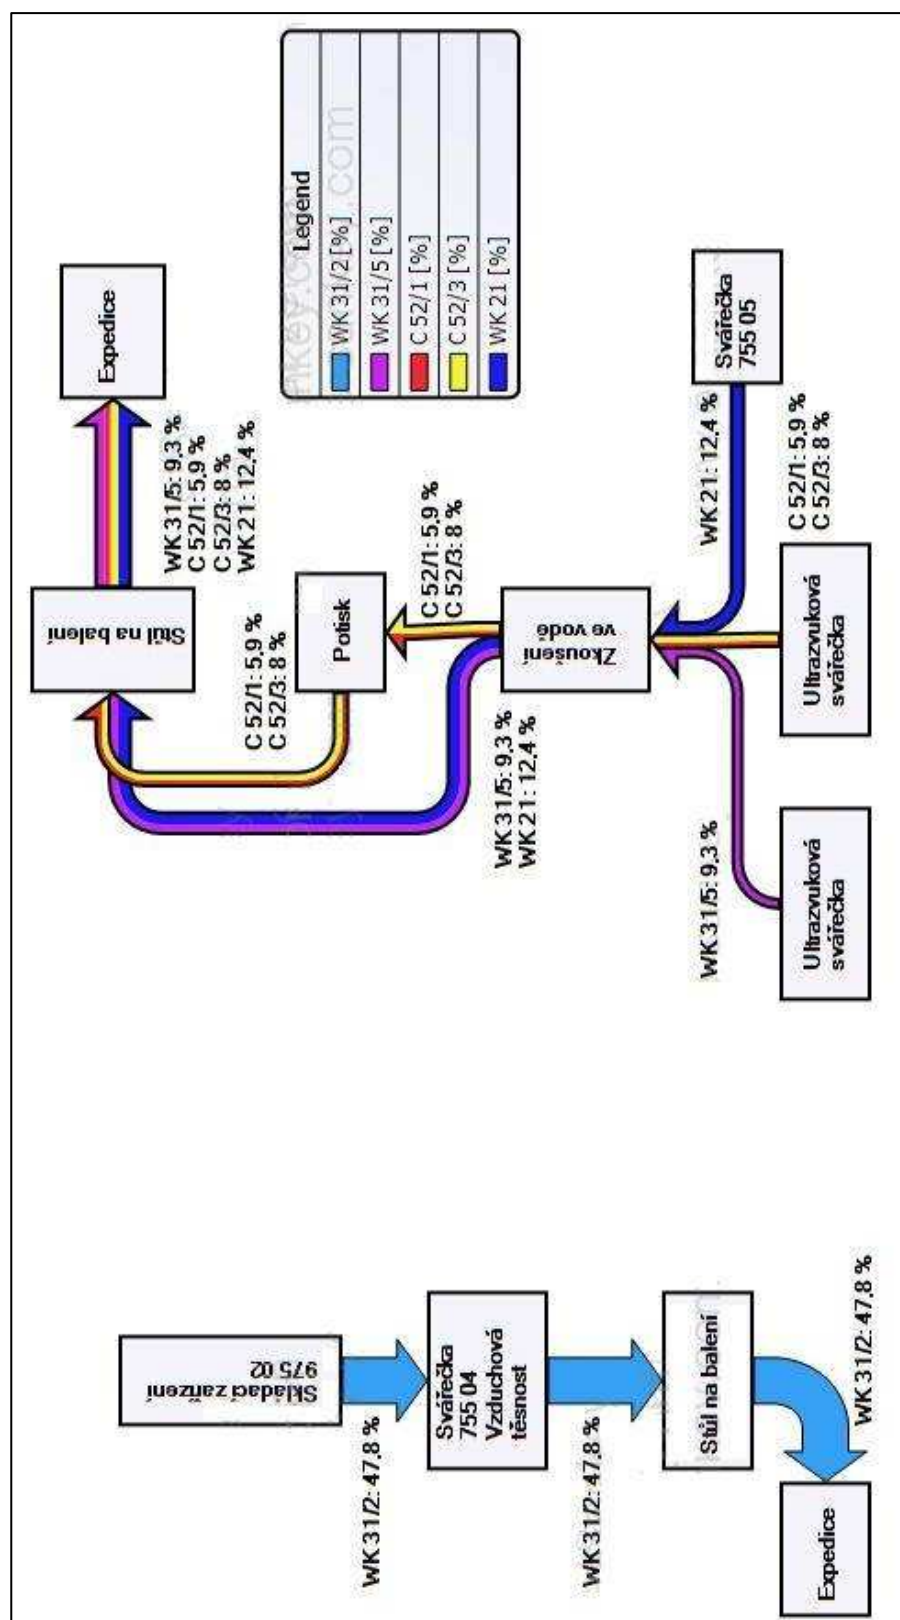 Legend
WK 31/2 [%]
WK 31/5 [%]
C 52/1 [%]
C 52/3 [%]
WK 21 [%]
Skládací zařízení
975 02
WK 31/2: 47,8 %
Svářečka
755 04
Vzduchová
těsnost
WK 31/2: 47,8 %
Stůl na balení
WK 31/2: 47,8 %
Expedice
Expedice
WK 31/5: 9,3 %
C 52/1: 5,9 %
C 52/3: 8 %
WK 21: 12,4 %
Stůl na balení
C 52/1: 5,9 %
C 52/3: 8 %
Potisk
C 52/1: 5,9 %
C 52/3: 8 %
WK 31/5: 9,3 %
WK 21: 12,4 %
Zkoušení
ve vodě
WK 31/5: 9,3 %
WK 21: 12,4 %
Svářečka
755 05
C 52/1: 5,9 %
C 52/3: 8 %
Ultrazvuková
svářečka
Ultrazvuková
svářečka